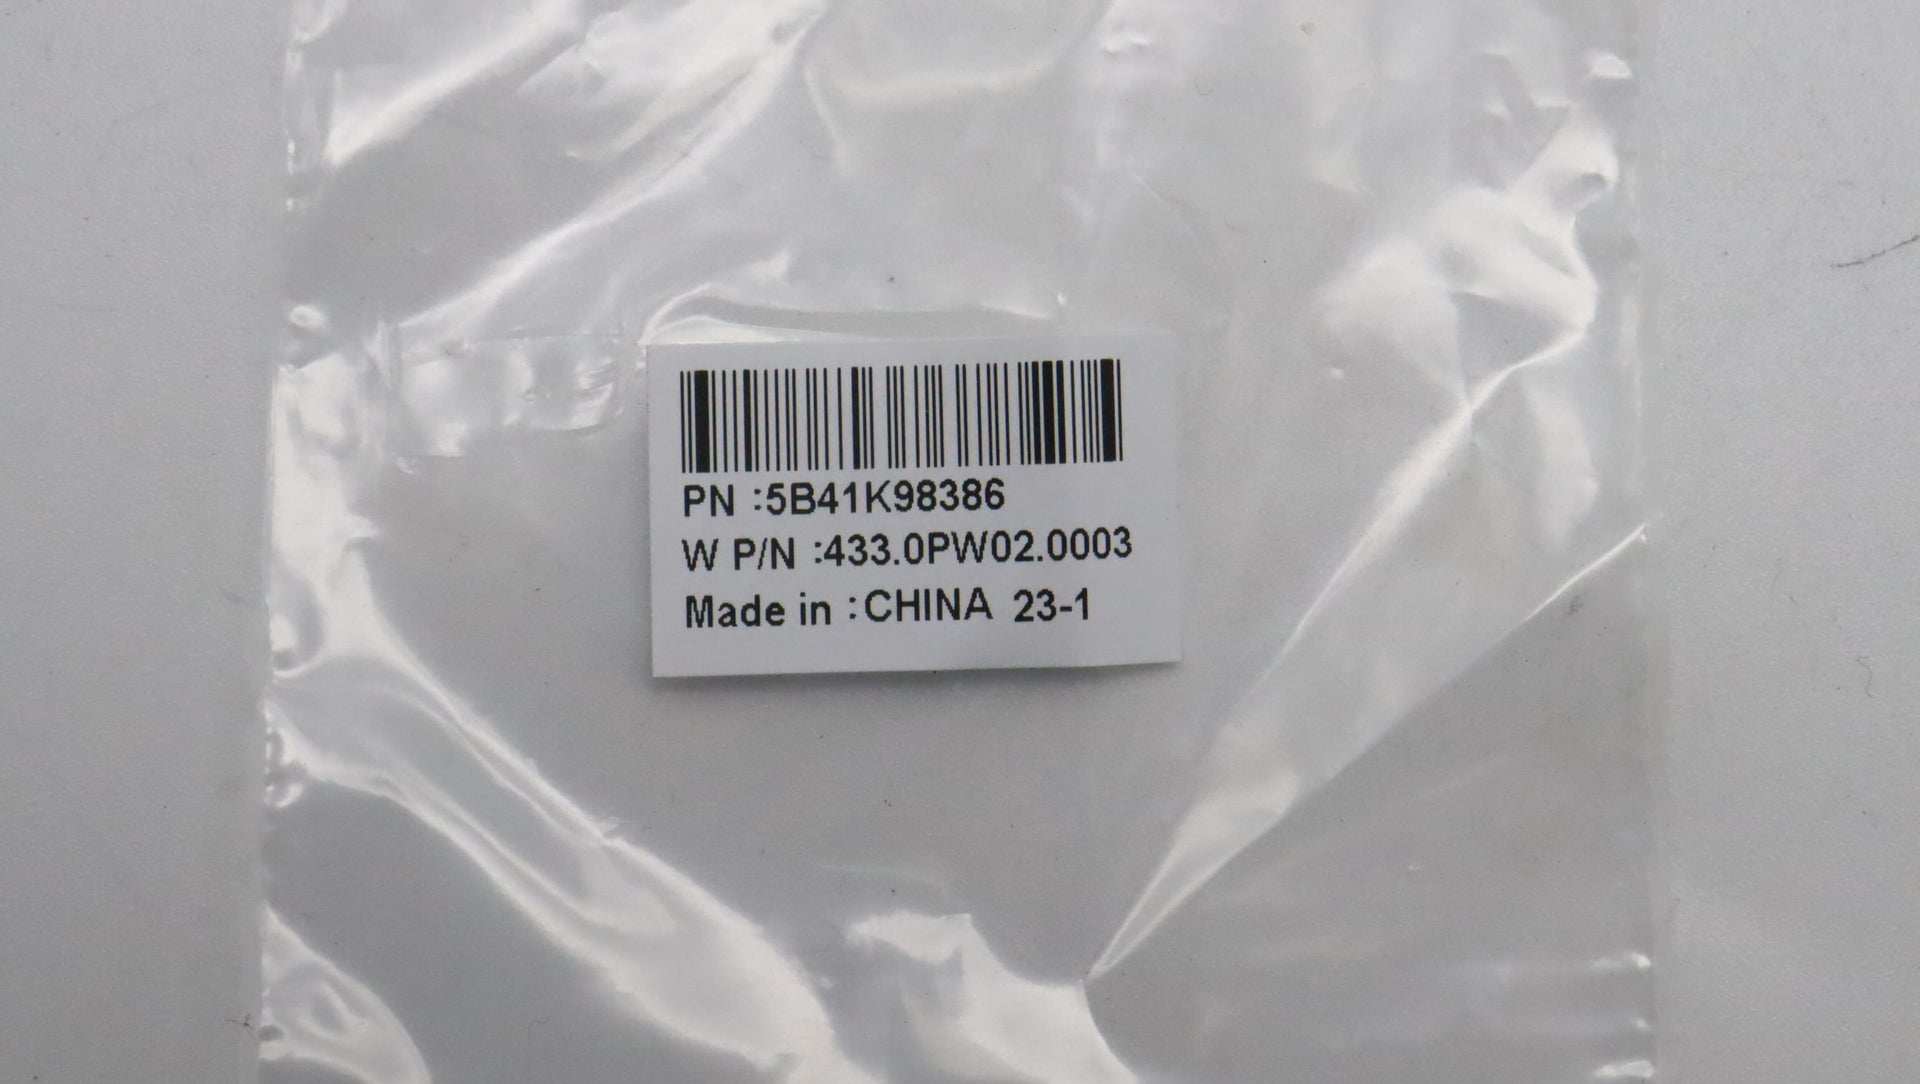 PN :5B41K98386
W P/N :433.0PW02.0003
Made in :CHINA 23-1